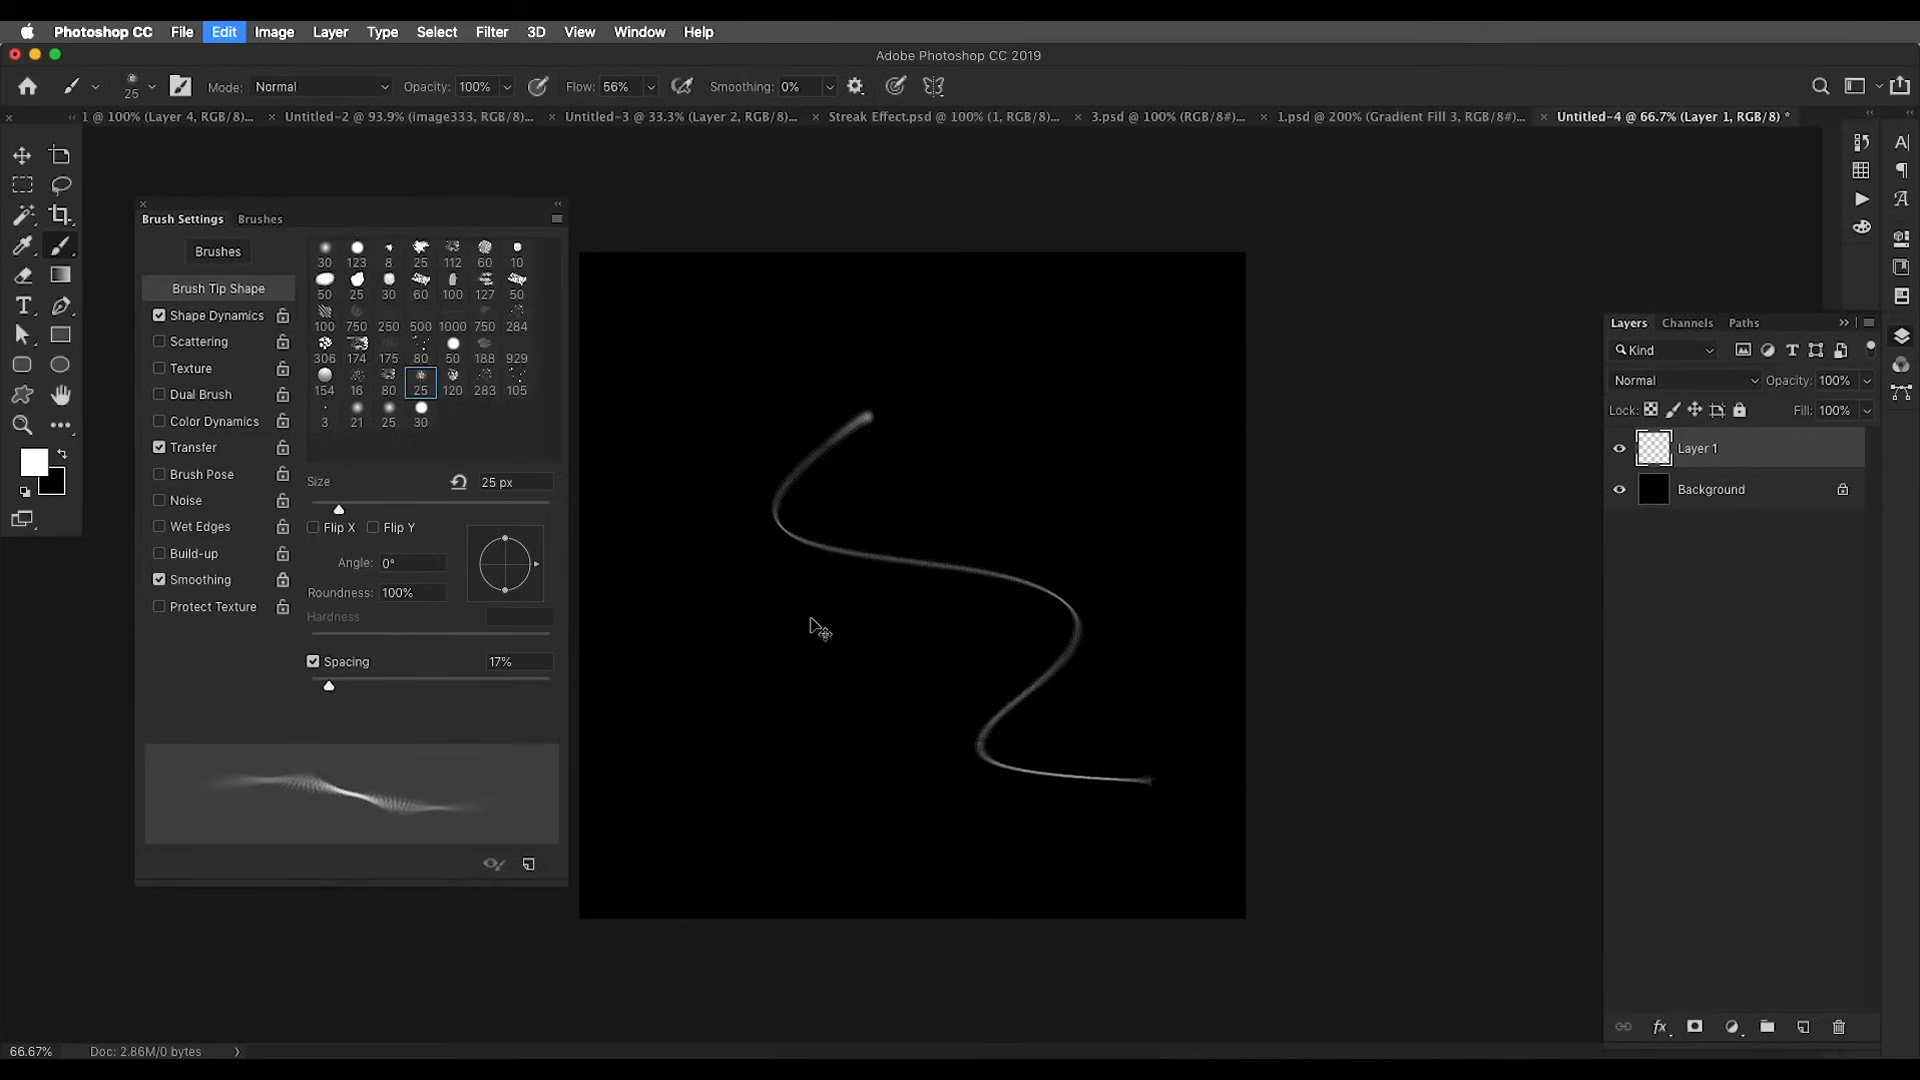 Photoshop CC File Edit Image Layer Type Select Filter 3D View Window Help
Adobe Photoshop CC 2019
25 Mode: Normal Opacity: 100% Flow: 56% Smoothing: 0%
1 @ 100% (Layer 4, RGB/8)... Untitled-2 @ 93.9% (image333, RGB/8)... Untitled-3 @ 33.3% (Layer 2, RGB/8)... Streak Effect.psd @ 100% (1, RGB/8)... 3.psd @ 100% (RGB/8#)... 1.psd @ 200% (Gradient Fill 3, RGB/8#)... Untitled-4 @ 66.7% (Layer 1, RGB/8) *
Brush Settings Brushes
Brushes
Brush Tip Shape
Shape Dynamics
Scattering
Texture
Dual Brush
Color Dynamics
Transfer
Brush Pose
Noise
Wet Edges
Build-up
Smoothing
Protect Texture
30 123 8 25 112 60 10
50 25 30 60 100 127 50
100 750 250 500 1000 750 284
306 174 175 80 50 188 929
154 16 80 25 120 283 105
3 21 25 30
Size 25 px
Flip X Flip Y
Angle: 0°
Roundness: 100%
Hardness
Spacing 17%
Layers Channels Paths
Kind
Normal Opacity: 100%
Lock: Fill: 100%
Layer 1
Background
66.67% Doc: 2.86M/0 bytes